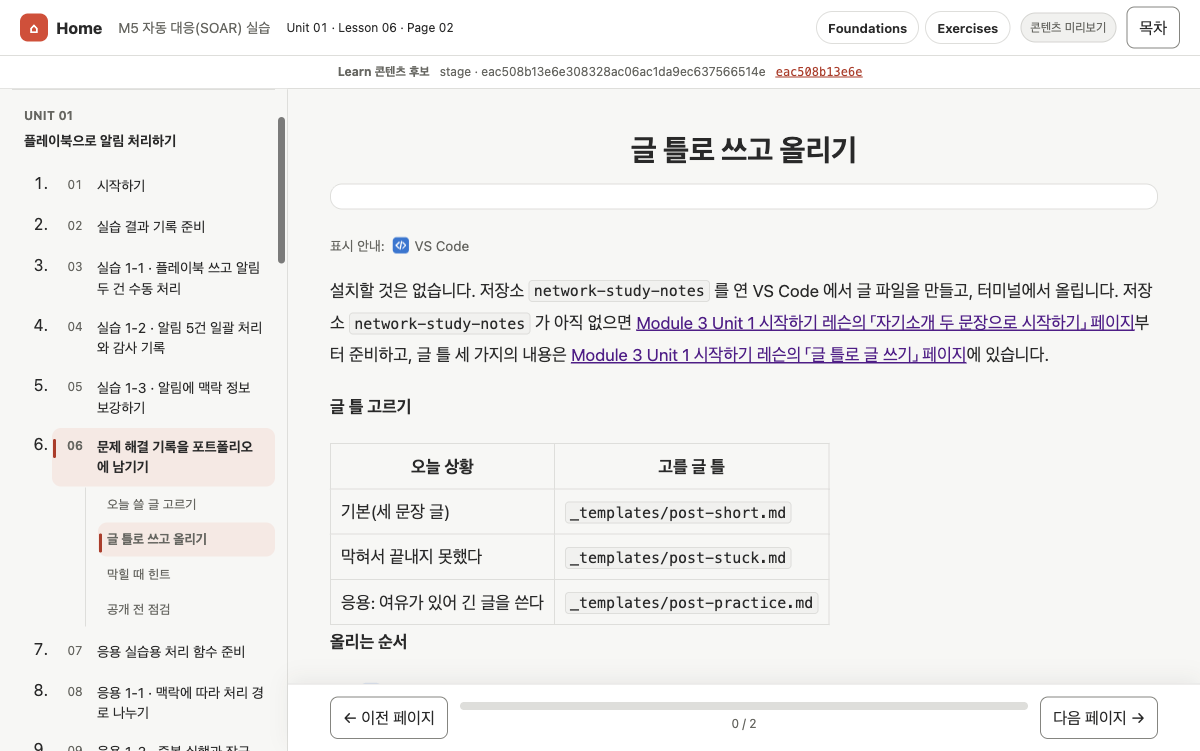 Home M5 자동 대응(SOAR) 실습 Unit 01 · Lesson 06 · Page 02 Foundations Exercises 콘텐츠 미리보기 목차
Learn 콘텐츠 후보 stage · eac508b13e6e308328ac06ac1da9ec637566514e eac508b13e6e
UNIT 01
플레이북으로 알림 처리하기
1. 01 시작하기
2. 02 실습 결과 기록 준비
3. 03 실습 1-1 · 플레이북 쓰고 알림
두 건 수동 처리
4. 04 실습 1-2 · 알림 5건 일괄 처리
와 감사 기록
5. 05 실습 1-3 · 알림에 맥락 정보
보강하기
6. 06 문제 해결 기록을 포트폴리오
에 남기기
오늘 쓸 글 고르기
글 틀로 쓰고 올리기
막힐 때 힌트
공개 전 점검
7. 07 응용 실습용 처리 함수 준비
8. 08 응용 1-1 · 맥락에 따라 처리 경
로 나누기
글 틀로 쓰고 올리기
표시 안내: VS Code
설치할 것은 없습니다. 저장소 network-study-notes 를 연 VS Code 에서 글 파일을 만들고, 터미널에서 올립니다. 저장
소 network-study-notes 가 아직 없으면 Module 3 Unit 1 시작하기 레슨의 「자기소개 두 문장으로 시작하기」 페이지부
터 준비하고, 글 틀 세 가지의 내용은 Module 3 Unit 1 시작하기 레슨의 「글 틀로 글 쓰기」 페이지에 있습니다.
글 틀 고르기
오늘 상황 고를 글 틀
기본(세 문장 글) _templates/post-short.md
막혀서 끝내지 못했다 _templates/post-stuck.md
응용: 여유가 있어 긴 글을 쓴다 _templates/post-practice.md
올리는 순서
← 이전 페이지 0 / 2 다음 페이지 →